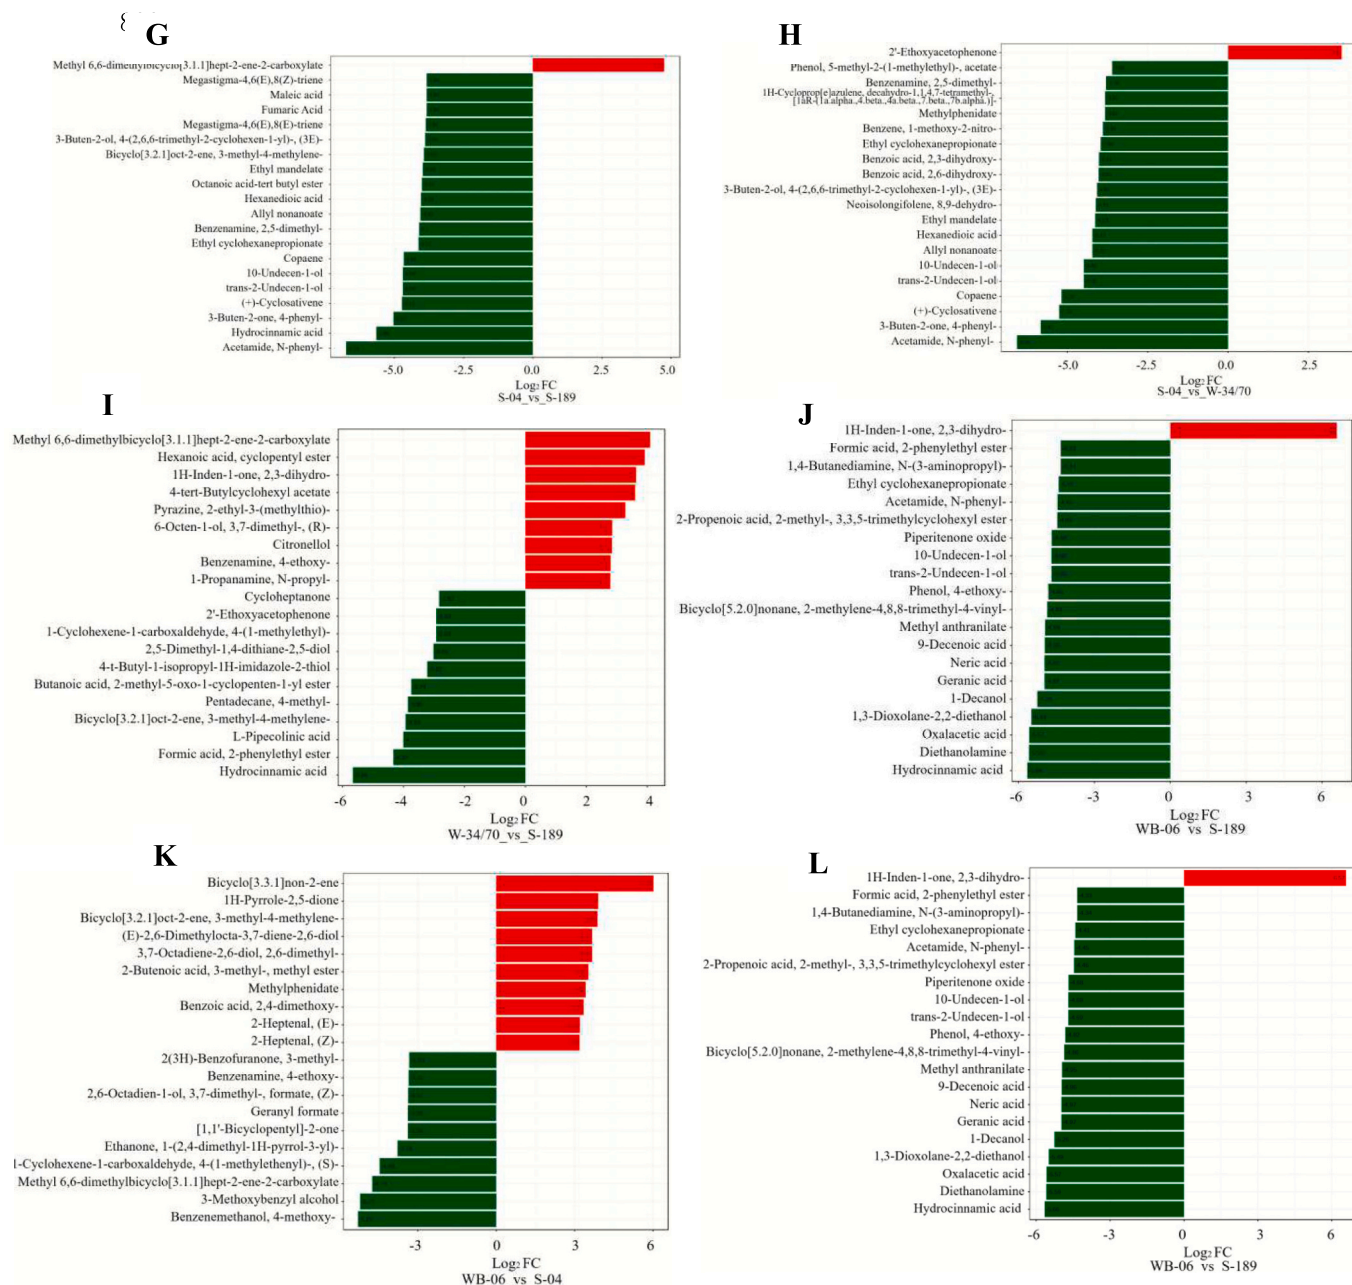 G
Methyl 6,6-dimethylbicyclo[3.1.1]hept-2-ene-2-carboxylate
Megastigma-4,6(E),8(Z)-triene
Maleic acid
Fumaric Acid
Megastigma-4,6(E),8(E)-triene
3-Buten-2-ol, 4-(2,6,6-trimethyl-2-cyclohexen-1-yl)-, (3E)-
Bicyclo[3.2.1]oct-2-ene, 3-methyl-4-methylene-
Ethyl mandelate
Octanoic acid-tert butyl ester
Hexanedioic acid
Allyl nonanoate
Benzenamine, 2,5-dimethyl-
Ethyl cyclohexanepropionate
Copaene
10-Undecen-1-ol
trans-2-Undecen-1-ol
(+)-Cyclosativene
3-Buten-2-one, 4-phenyl-
Hydrocinnamic acid
Acetamide, N-phenyl-
-5.0 -2.5 0.0 2.5 5.0
Log2 FC
S-04_vs_S-189
H
2'-Ethoxyacetophenone
Phenol, 5-methyl-2-(1-methylethyl)-, acetate
Benzenamine, 2,5-dimethyl-
1H-Cycloprop[e]azulene, decahydro-1,1,4,7-tetramethyl-,
[1aR-(1a.alpha.,4.beta.,4a.beta.,7.beta.,7b.alpha.)]-
Methylphenidate
Benzene, 1-methoxy-2-nitro-
Ethyl cyclohexanepropionate
Benzoic acid, 2,3-dihydroxy-
Benzoic acid, 2,6-dihydroxy-
3-Buten-2-ol, 4-(2,6,6-trimethyl-2-cyclohexen-1-yl)-, (3E)-
Neoisolongifolene, 8,9-dehydro-
Ethyl mandelate
Hexanedioic acid
Allyl nonanoate
10-Undecen-1-ol
trans-2-Undecen-1-ol
Copaene
(+)-Cyclosativene
3-Buten-2-one, 4-phenyl-
Acetamide, N-phenyl-
-5.0 -2.5 0.0 2.5
Log2 FC
S-04_vs_W-34/70
I
Methyl 6,6-dimethylbicyclo[3.1.1]hept-2-ene-2-carboxylate
Hexanoic acid, cyclopentyl ester
1H-Inden-1-one, 2,3-dihydro-
4-tert-Butylcyclohexyl acetate
Pyrazine, 2-ethyl-3-(methylthio)-
6-Octen-1-ol, 3,7-dimethyl-, (R)-
Citronellol
Benzenamine, 4-ethoxy-
1-Propanamine, N-propyl-
Cycloheptanone
2'-Ethoxyacetophenone
1-Cyclohexene-1-carboxaldehyde, 4-(1-methylethyl)-
2,5-Dimethyl-1,4-dithiane-2,5-diol
4-t-Butyl-1-isopropyl-1H-imidazole-2-thiol
Butanoic acid, 2-methyl-5-oxo-1-cyclopenten-1-yl ester
Pentadecane, 4-methyl-
Bicyclo[3.2.1]oct-2-ene, 3-methyl-4-methylene-
L-Pipecolinic acid
Formic acid, 2-phenylethyl ester
Hydrocinnamic acid
-6 -4 -2 0 2 4
Log2 FC
W-34/70_vs_S-189
J
1H-Inden-1-one, 2,3-dihydro-
Formic acid, 2-phenylethyl ester
1,4-Butanediamine, N-(3-aminopropyl)-
Ethyl cyclohexanepropionate
Acetamide, N-phenyl-
2-Propenoic acid, 2-methyl-, 3,3,5-trimethylcyclohexyl ester
Piperitenone oxide
10-Undecen-1-ol
trans-2-Undecen-1-ol
Phenol, 4-ethoxy-
Bicyclo[5.2.0]nonane, 2-methylene-4,8,8-trimethyl-4-vinyl-
Methyl anthranilate
9-Decenoic acid
Neric acid
Geranic acid
1-Decanol
1,3-Dioxolane-2,2-diethanol
Oxalacetic acid
Diethanolamine
Hydrocinnamic acid
-6 -3 0 3 6
Log2 FC
WB-06 vs S-189
K
Bicyclo[3.3.1]non-2-ene
1H-Pyrrole-2,5-dione
Bicyclo[3.2.1]oct-2-ene, 3-methyl-4-methylene-
(E)-2,6-Dimethylocta-3,7-diene-2,6-diol
3,7-Octadiene-2,6-diol, 2,6-dimethyl-
2-Butenoic acid, 3-methyl-, methyl ester
Methylphenidate
Benzoic acid, 2,4-dimethoxy-
2-Heptenal, (E)-
2-Heptenal, (Z)-
2(3H)-Benzofuranone, 3-methyl-
Benzenamine, 4-ethoxy-
2,6-Octadien-1-ol, 3,7-dimethyl-, formate, (Z)-
Geranyl formate
[1,1'-Bicyclopentyl]-2-one
Ethanone, 1-(2,4-dimethyl-1H-pyrrol-3-yl)-
1-Cyclohexene-1-carboxaldehyde, 4-(1-methylethenyl)-, (S)-
Methyl 6,6-dimethylbicyclo[3.1.1]hept-2-ene-2-carboxylate
3-Methoxybenzyl alcohol
Benzenemethanol, 4-methoxy-
-3 0 3 6
Log2 FC
WB-06 vs S-04
L
1H-Inden-1-one, 2,3-dihydro-
Formic acid, 2-phenylethyl ester
1,4-Butanediamine, N-(3-aminopropyl)-
Ethyl cyclohexanepropionate
Acetamide, N-phenyl-
2-Propenoic acid, 2-methyl-, 3,3,5-trimethylcyclohexyl ester
Piperitenone oxide
10-Undecen-1-ol
trans-2-Undecen-1-ol
Phenol, 4-ethoxy-
Bicyclo[5.2.0]nonane, 2-methylene-4,8,8-trimethyl-4-vinyl-
Methyl anthranilate
9-Decenoic acid
Neric acid
Geranic acid
1-Decanol
1,3-Dioxolane-2,2-diethanol
Oxalacetic acid
Diethanolamine
Hydrocinnamic acid
-6 -3 0 3 6
Log2 FC
WB-06 vs S-189